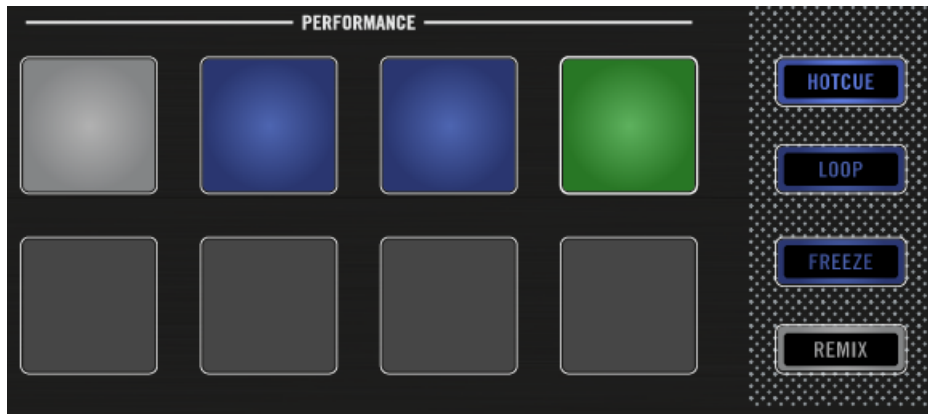 PERFORMANCE
HOTCUE
LOOP
FREEZE
REMIX